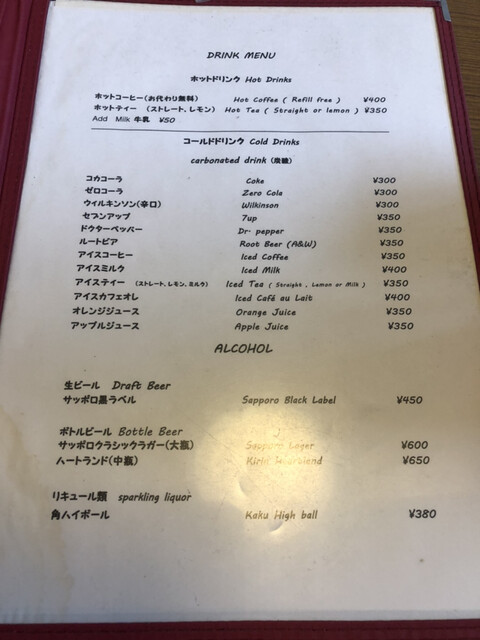 DRINK MENU
ホットドリンク Hot Drinks
ホットコーヒー(お代わり無料) Hot Coffee ( Refill free ) ¥400
ホットティー (ストレート、レモン) Hot Tea ( Straight or lemon ) ¥350
Add Milk 牛乳 ¥50
コールドドリンク Cold Drinks
carbonated drink (炭酸)
コカコーラ Coke ¥300
ゼロコーラ Zero Cola ¥300
ウィルキンソン(辛口) Wilkinson ¥300
セブンアップ 7up ¥350
ドクターペッパー Dr. pepper ¥350
ルートビア Root Beer (A&W) ¥350
アイスコーヒー Iced Coffee ¥350
アイスミルク Iced Milk ¥400
アイスティー (ストレート、レモン、ミルク) Iced Tea ( Straight , Lemon or Milk ) ¥350
アイスカフェオレ Iced Café au Lait ¥400
オレンジジュース Orange Juice ¥350
アップルジュース Apple Juice ¥350
ALCOHOL
生ビール Draft Beer
サッポロ黒ラベル Sapporo Black Label ¥450
ボトルビール Bottle Beer
サッポロクラシックラガー(大瓶) Sapporo Lager ¥600
ハートランド(中瓶) Kirin Heartland ¥650
リキュール類 sparkling liquor
角ハイボール Kaku High ball ¥380